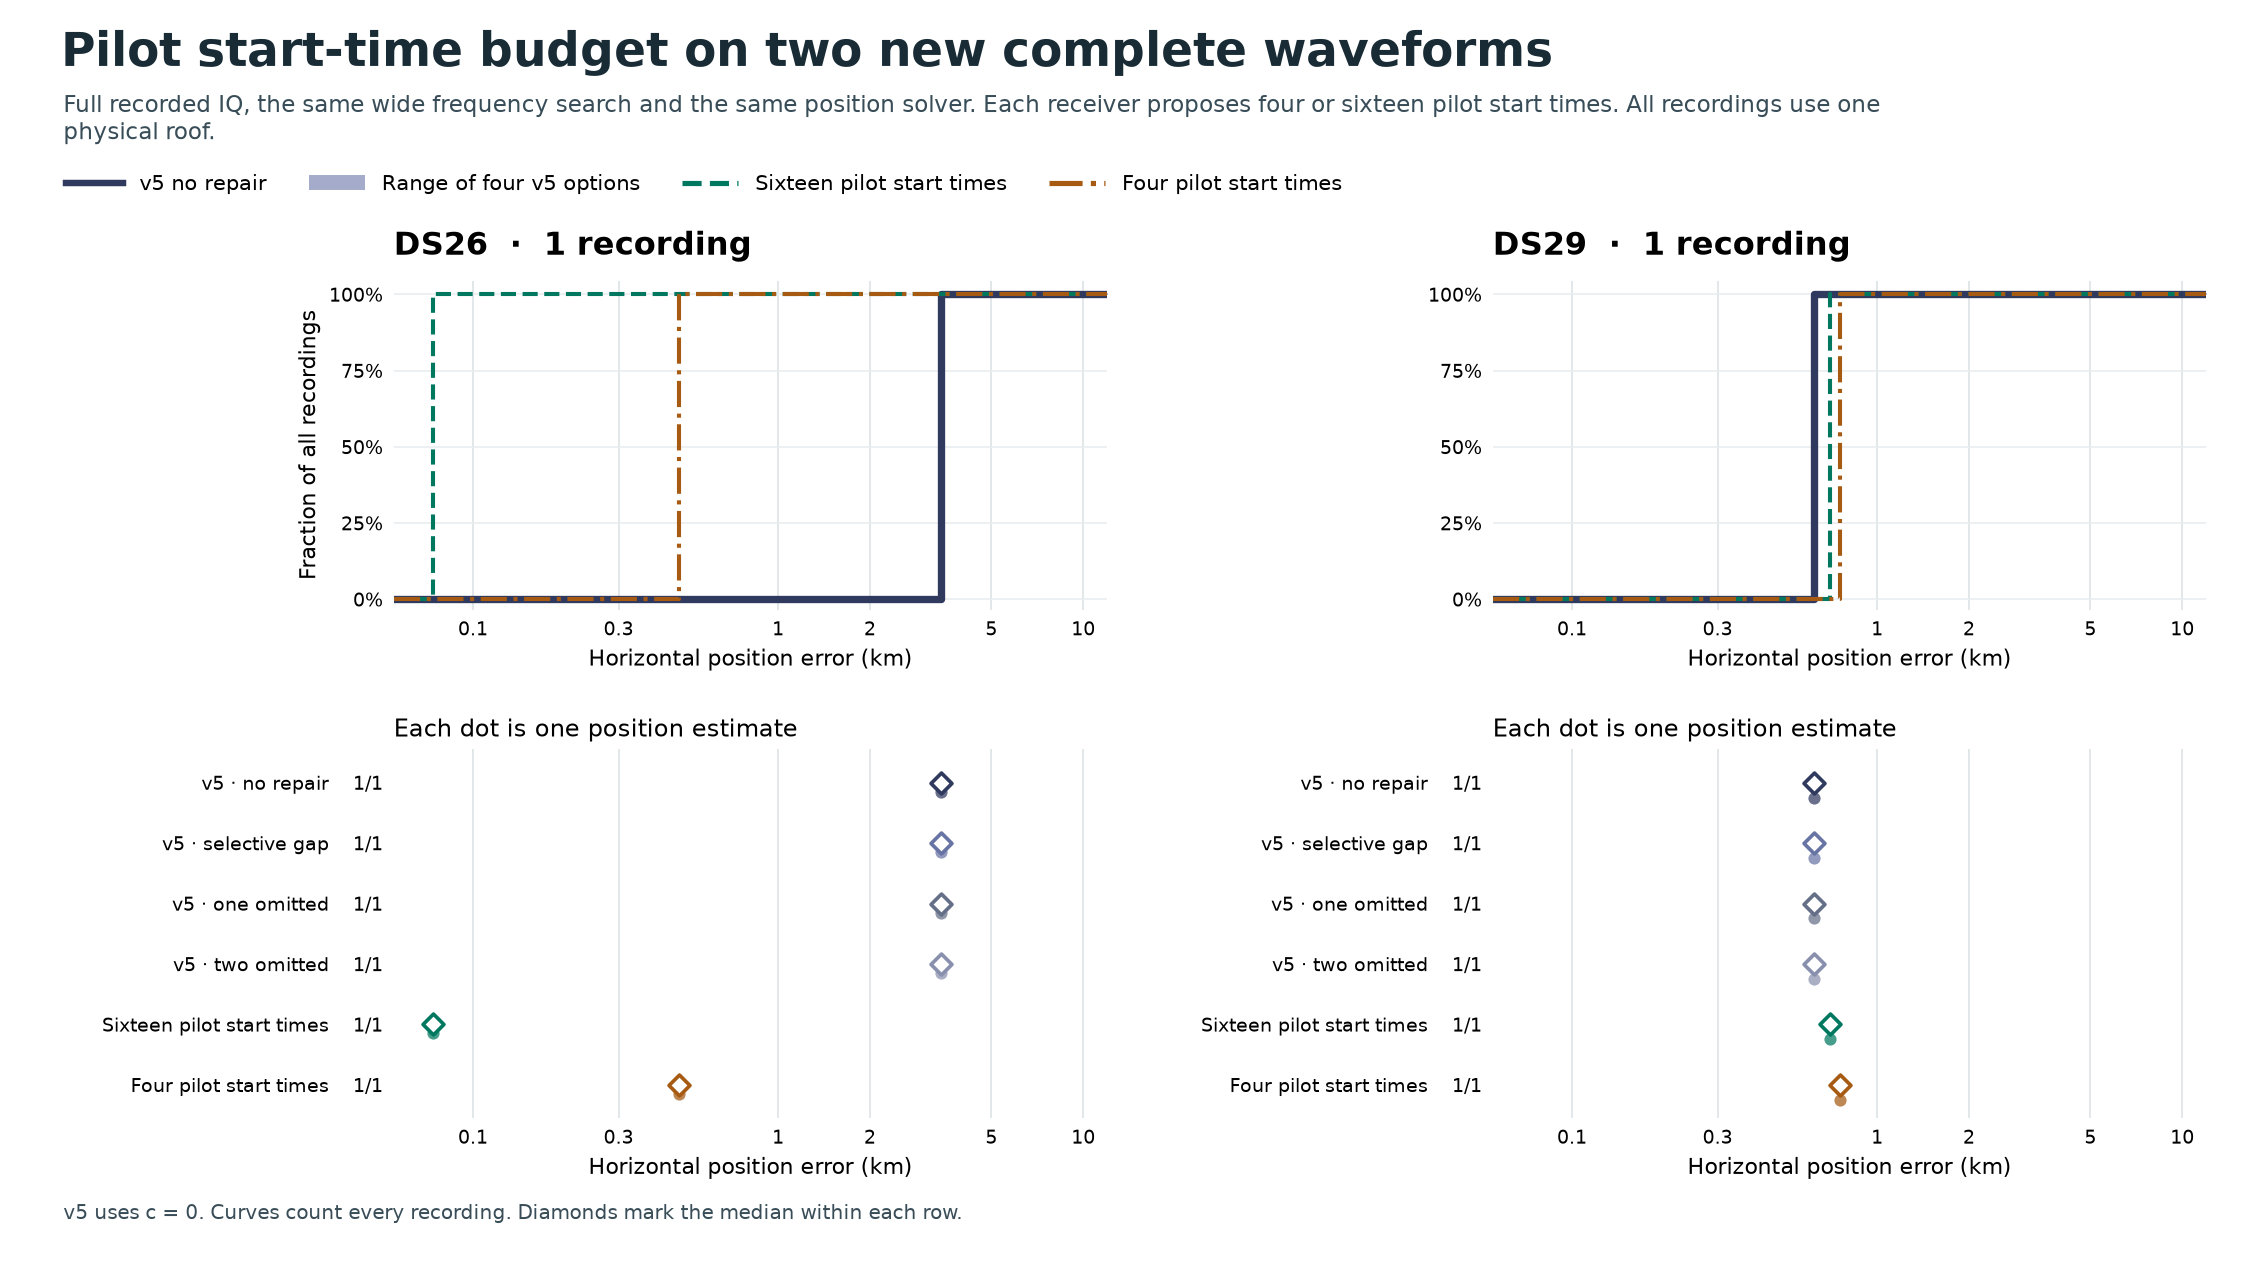 Pilot start-time budget on two new complete waveforms
Full recorded IQ, the same wide frequency search and the same position solver. Each receiver proposes four or sixteen pilot start times. All recordings use one
physical roof.
v5 no repair
Range of four v5 options
Sixteen pilot start times
Four pilot start times
DS26 · 1 recording
100%
75%
50%
25%
0%
Fraction of all recordings
0.1 0.3 1 2 5 10
Horizontal position error (km)
DS29 · 1 recording
100%
75%
50%
25%
0%
0.1 0.3 1 2 5 10
Horizontal position error (km)
Each dot is one position estimate
v5 · no repair 1/1
v5 · selective gap 1/1
v5 · one omitted 1/1
v5 · two omitted 1/1
Sixteen pilot start times 1/1
Four pilot start times 1/1
0.1 0.3 1 2 5 10
Horizontal position error (km)
Each dot is one position estimate
v5 · no repair 1/1
v5 · selective gap 1/1
v5 · one omitted 1/1
v5 · two omitted 1/1
Sixteen pilot start times 1/1
Four pilot start times 1/1
0.1 0.3 1 2 5 10
Horizontal position error (km)
v5 uses c = 0. Curves count every recording. Diamonds mark the median within each row.